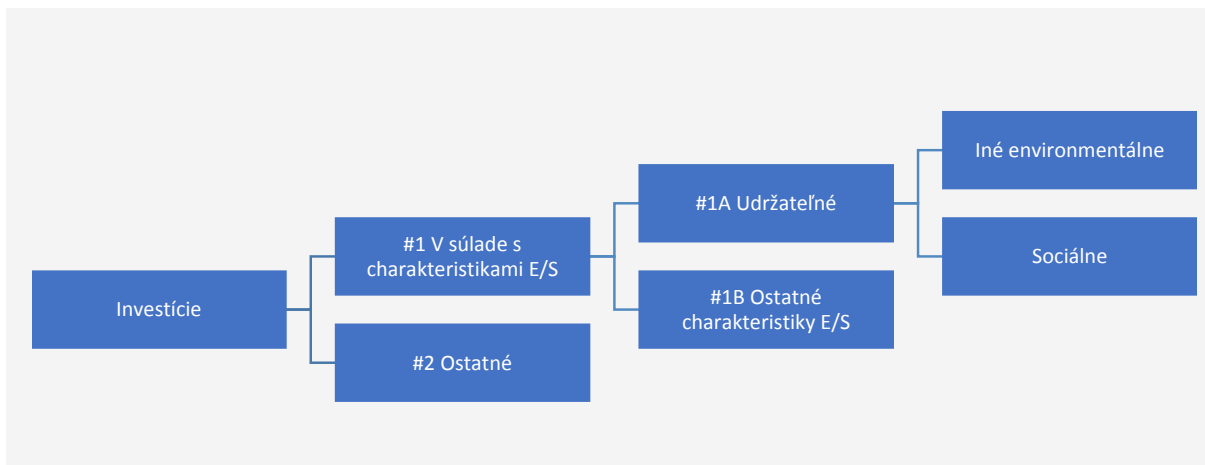 Investície
#1 V súlade s
charakteristikami E/S
#2 Ostatné
#1A Udržateľné
#1B Ostatné
charakteristiky E/S
Iné environmentálne
Sociálne